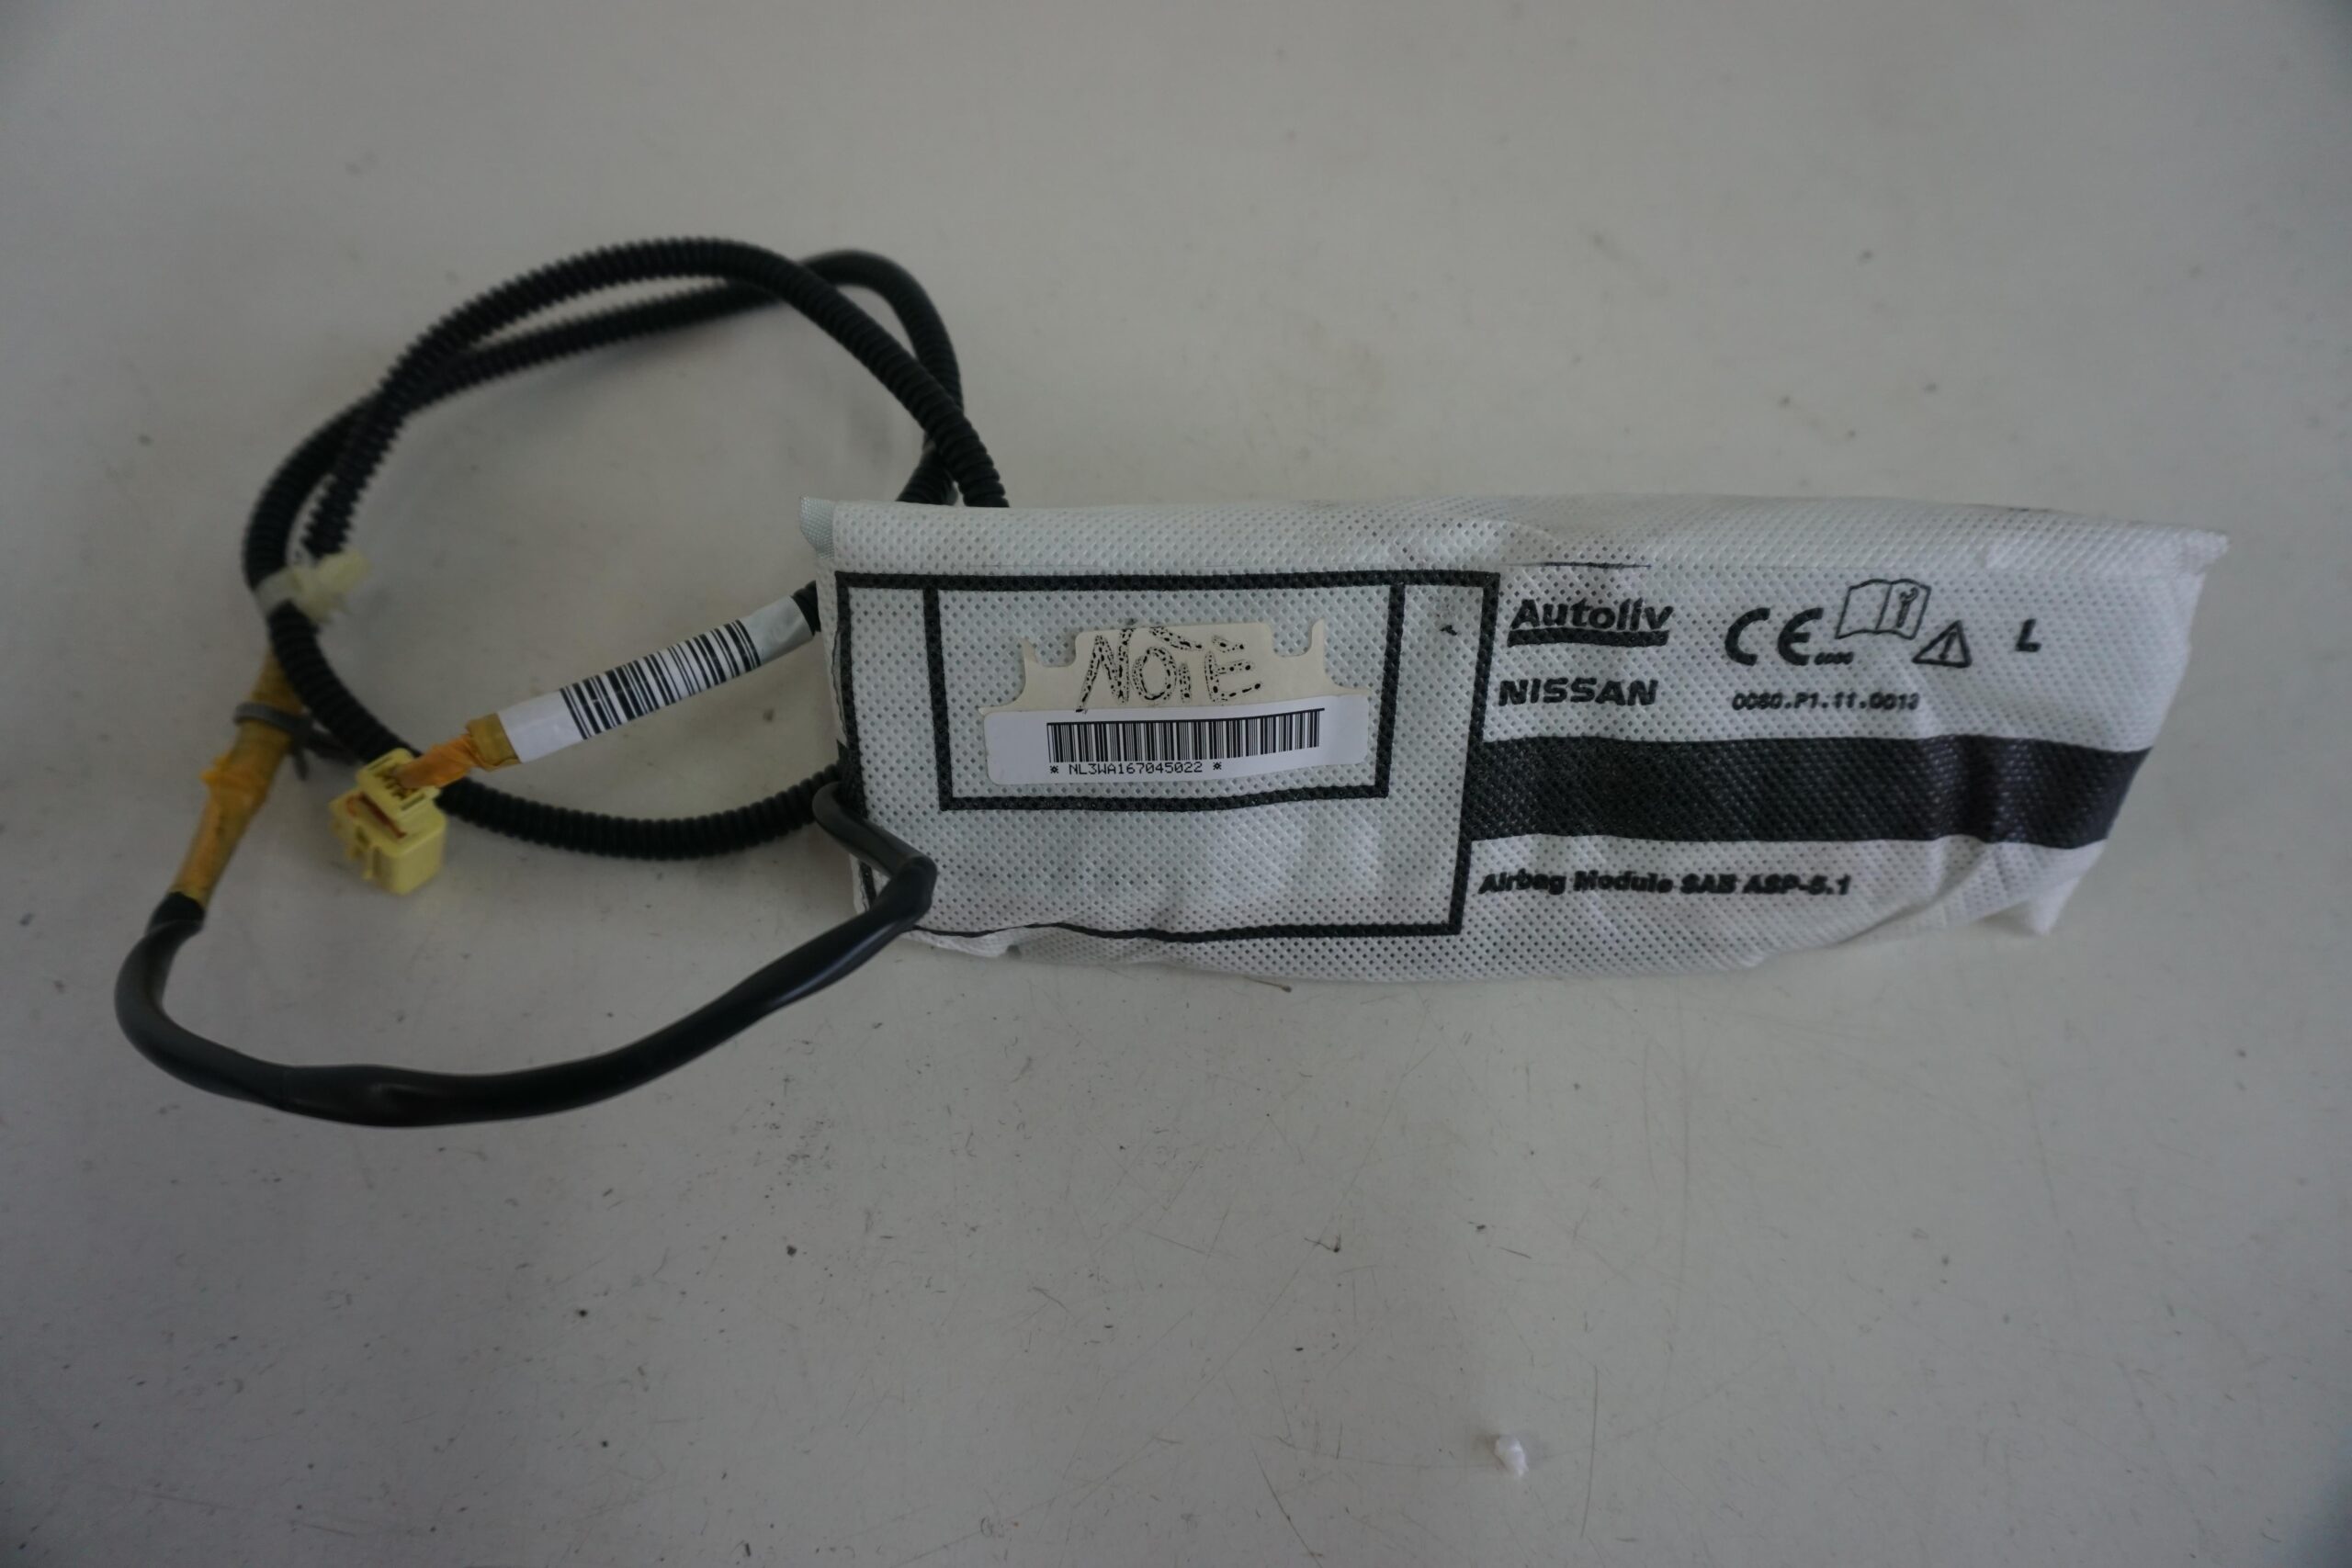 NOTE
* NL3WA167045022 *
Autoliv
NISSAN
CE
L
0080.P1.11.0013
Airbag Module SAB ASP-5.1